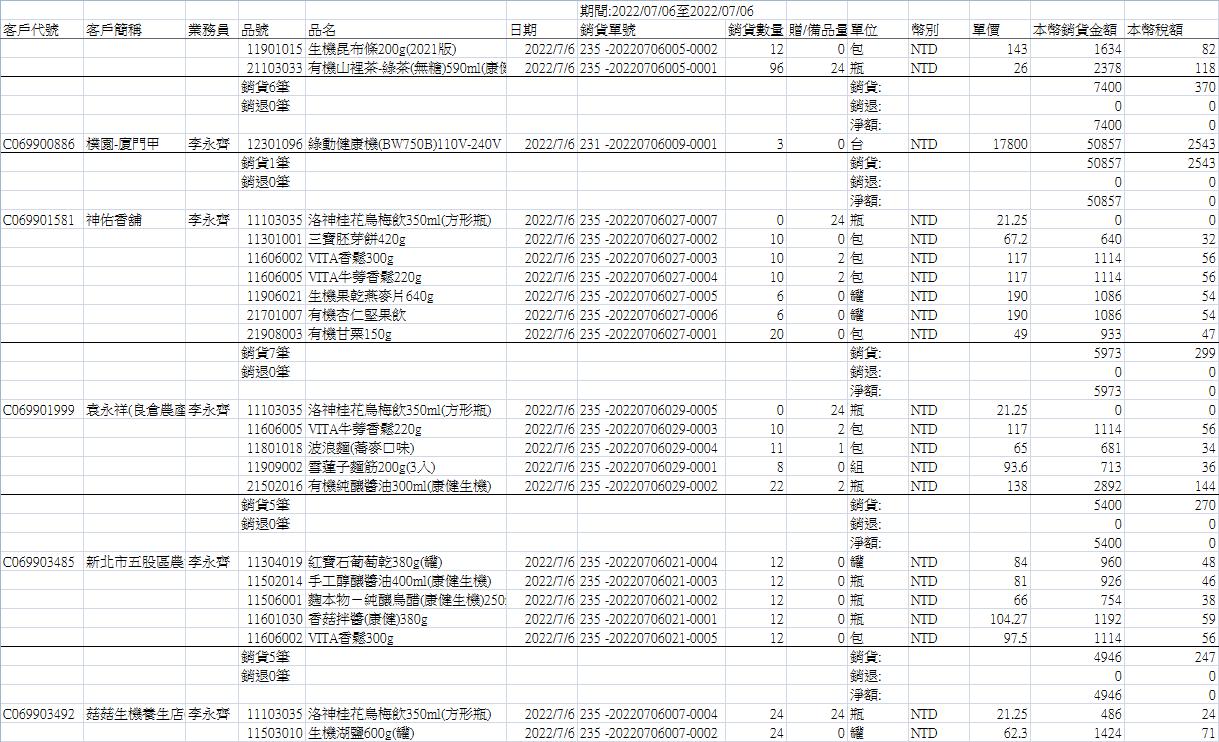 期間:2022/07/06至2022/07/06
客戶代號 客戶簡稱 業務員 品號 品名 日期 銷貨單號 銷貨數量 贈/備品量 單位 幣別 單價 本幣銷貨金額 本幣稅額
11901015 生機昆布條200g(2021版) 2022/7/6 235 -20220706005-0002 12 0 包 NTD 143 1634 82
21103033 有機山裡茶-綠茶(無糖)590ml(康健 2022/7/6 235 -20220706005-0001 96 24 瓶 NTD 26 2378 118
銷貨6筆 銷貨: 7400 370
銷退0筆 銷退: 0 0
淨額: 7400 0
C069900886 樸園-廈門甲 李永齊 12301096 綠動健康機(BW750B)110V-240V 2022/7/6 231 -20220706009-0001 3 0 台 NTD 17800 50857 2543
銷貨1筆 銷貨: 50857 2543
銷退0筆 銷退: 0 0
淨額: 50857 0
C069901581 神佑香舖 李永齊 11103035 洛神桂花烏梅飲350ml(方形瓶) 2022/7/6 235 -20220706027-0007 0 24 瓶 NTD 21.25 0 0
11301001 三寶胚芽餅420g 2022/7/6 235 -20220706027-0002 10 0 包 NTD 67.2 640 32
11606002 VITA香鬆300g 2022/7/6 235 -20220706027-0003 10 2 包 NTD 117 1114 56
11606005 VITA牛蒡香鬆220g 2022/7/6 235 -20220706027-0004 10 2 包 NTD 117 1114 56
11906021 生機果乾燕麥片640g 2022/7/6 235 -20220706027-0005 6 0 罐 NTD 190 1086 54
21701007 有機杏仁堅果飲 2022/7/6 235 -20220706027-0006 6 0 罐 NTD 190 1086 54
21908003 有機甘栗150g 2022/7/6 235 -20220706027-0001 20 0 包 NTD 49 933 47
銷貨7筆 銷貨: 5973 299
銷退0筆 銷退: 0 0
淨額: 5973 0
C069901999 袁永祥(良倉農產 李永齊 11103035 洛神桂花烏梅飲350ml(方形瓶) 2022/7/6 235 -20220706029-0005 0 24 瓶 NTD 21.25 0 0
11606005 VITA牛蒡香鬆220g 2022/7/6 235 -20220706029-0003 10 2 包 NTD 117 1114 56
11801018 波浪麵(蕎麥口味) 2022/7/6 235 -20220706029-0004 11 1 包 NTD 65 681 34
11909002 雪蓮子麵筋200g(3入) 2022/7/6 235 -20220706029-0001 8 0 組 NTD 93.6 713 36
21502016 有機純釀醬油300ml(康健生機) 2022/7/6 235 -20220706029-0002 22 2 瓶 NTD 138 2892 144
銷貨5筆 銷貨: 5400 270
銷退0筆 銷退: 0 0
淨額: 5400 0
C069903485 新北市五股區農 李永齊 11304019 紅寶石葡萄乾380g(罐) 2022/7/6 235 -20220706021-0004 12 0 罐 NTD 84 960 48
11502014 手工醇釀醬油400ml(康健生機) 2022/7/6 235 -20220706021-0003 12 0 瓶 NTD 81 926 46
11506001 麴本物－純釀烏醋(康健生機)250 2022/7/6 235 -20220706021-0002 12 0 瓶 NTD 66 754 38
11601030 香菇拌醬(康健)380g 2022/7/6 235 -20220706021-0001 12 0 瓶 NTD 104.27 1192 59
11606002 VITA香鬆300g 2022/7/6 235 -20220706021-0005 12 0 包 NTD 97.5 1114 56
銷貨5筆 銷貨: 4946 247
銷退0筆 銷退: 0 0
淨額: 4946 0
C069903492 菇菇生機養生店 李永齊 11103035 洛神桂花烏梅飲350ml(方形瓶) 2022/7/6 235 -20220706007-0004 24 24 瓶 NTD 21.25 486 24
11503010 生機湖鹽600g(罐) 2022/7/6 235 -20220706007-0002 24 0 罐 NTD 62.3 1424 71